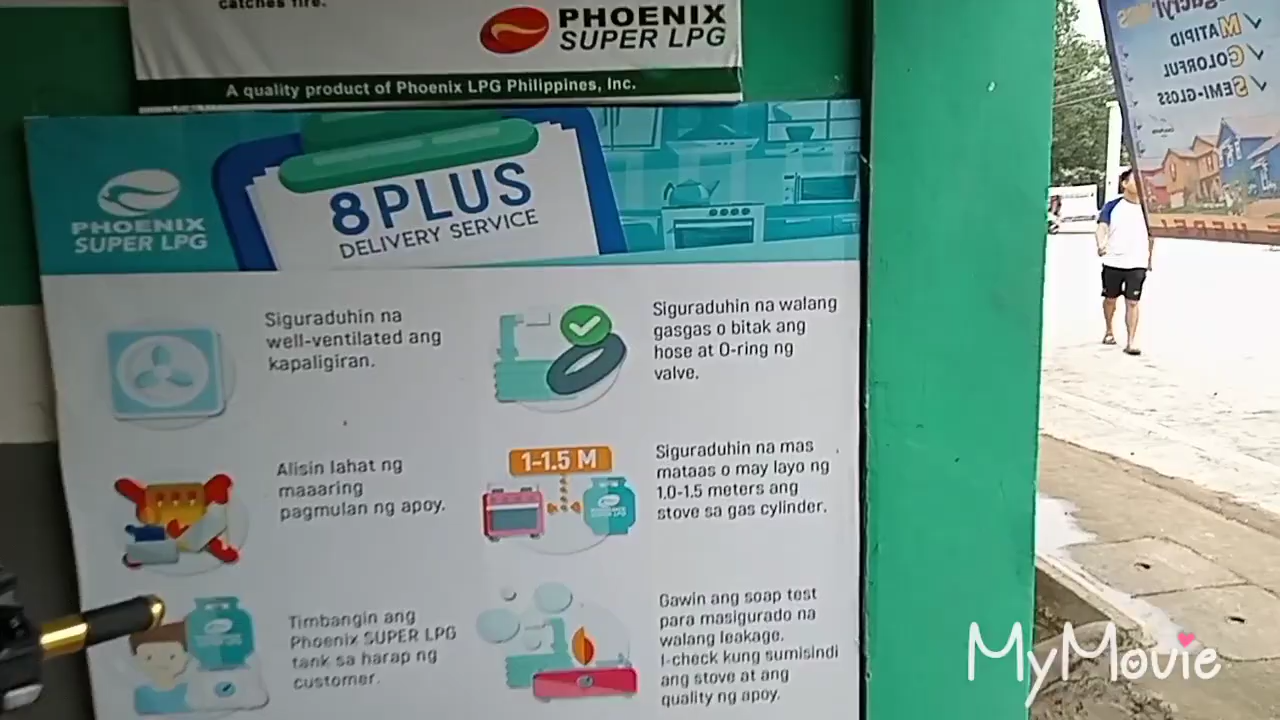 catches fire.
PHOENIX
SUPER LPG
A quality product of Phoenix LPG Philippines, Inc.
PHOENIX
SUPER LPG
8 PLUS
DELIVERY SERVICE
Siguraduhin na
well-ventilated ang
kapaligiran.
Siguraduhin na walang
gasgas o bitak ang
hose at O-ring ng
valve.
Alisin lahat ng
maaaring
pagmulan ng apoy.
1-1.5 M
Siguraduhin na mas
mataas o may layo ng
1.0-1.5 meters ang
stove sa gas cylinder.
Timbangin ang
Phoenix SUPER LPG
tank sa harap ng
customer.
Gawin ang soap test
para masigurado na
walang leakage.
I-check kung sumisindi
ang stove at ang
quality ng apoy.
MATIPID
COLORFUL
SEMI-GLOSS
MyMovie